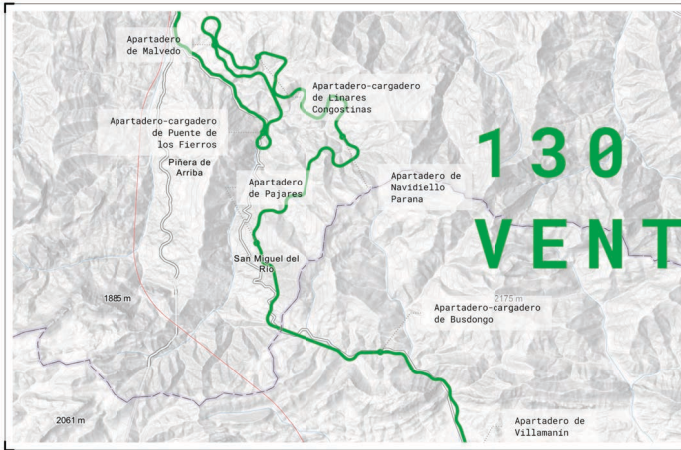 Apartadero
de Malvedo
Apartadero-cargadero
de Linares
Congostinas
Apartadero-cargadero
de Puente de
los Fierros
Piñera de
Arriba
Apartadero
de Pajares
Apartadero de
Navidiello
Parana
130
VENT
San Miguel del
Río
1885 m
2175 m
Apartadero-cargadero
de Busdongo
2061 m
Apartadero de
Villamanín